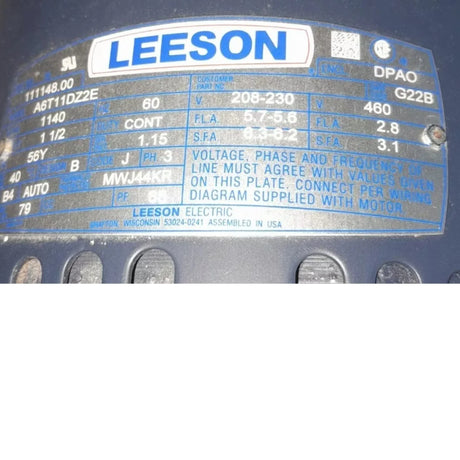 LEESON
111148.00
CUSTOMER PART NO
DPAO
A6T11DZ2E
G22B
1140 60 V 208-230 460
1 1/2 CONT F.L.A. 5.7-5.6 2.8
56Y 1.15 S.F.A. 6.3-6.2 3.1
40 B J PH 3
B4 AUTO MWJ44KR
79 PF
VOLTAGE, PHASE AND FREQUENCY OF
LINE MUST AGREE WITH VALUES GIVEN
ON THIS PLATE. CONNECT PER WIRING
DIAGRAM SUPPLIED WITH MOTOR.
LEESON ELECTRIC
GRAFTON, WISCONSIN 53024-0241 ASSEMBLED IN USA